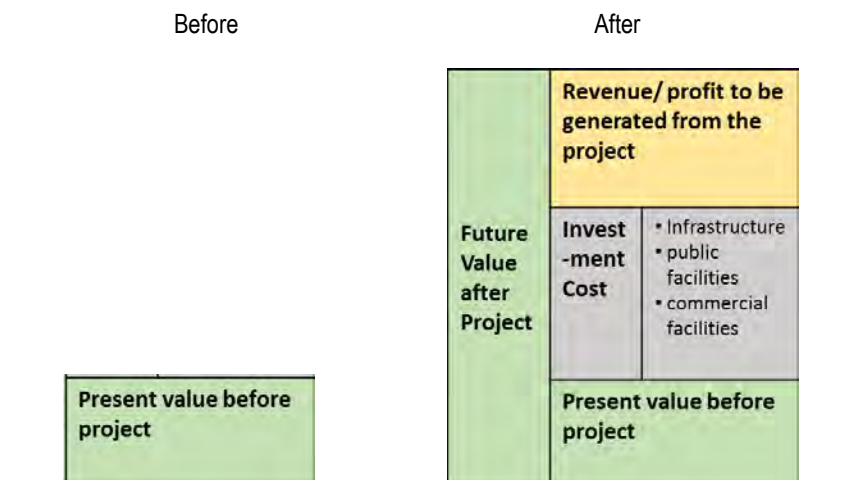 Before
After
Present value before
project
Future
Value
after
Project
Revenue/ profit to be
generated from the
project
Invest
-ment
Cost
• Infrastructure
• public
facilities
• commercial
facilities
Present value before
project